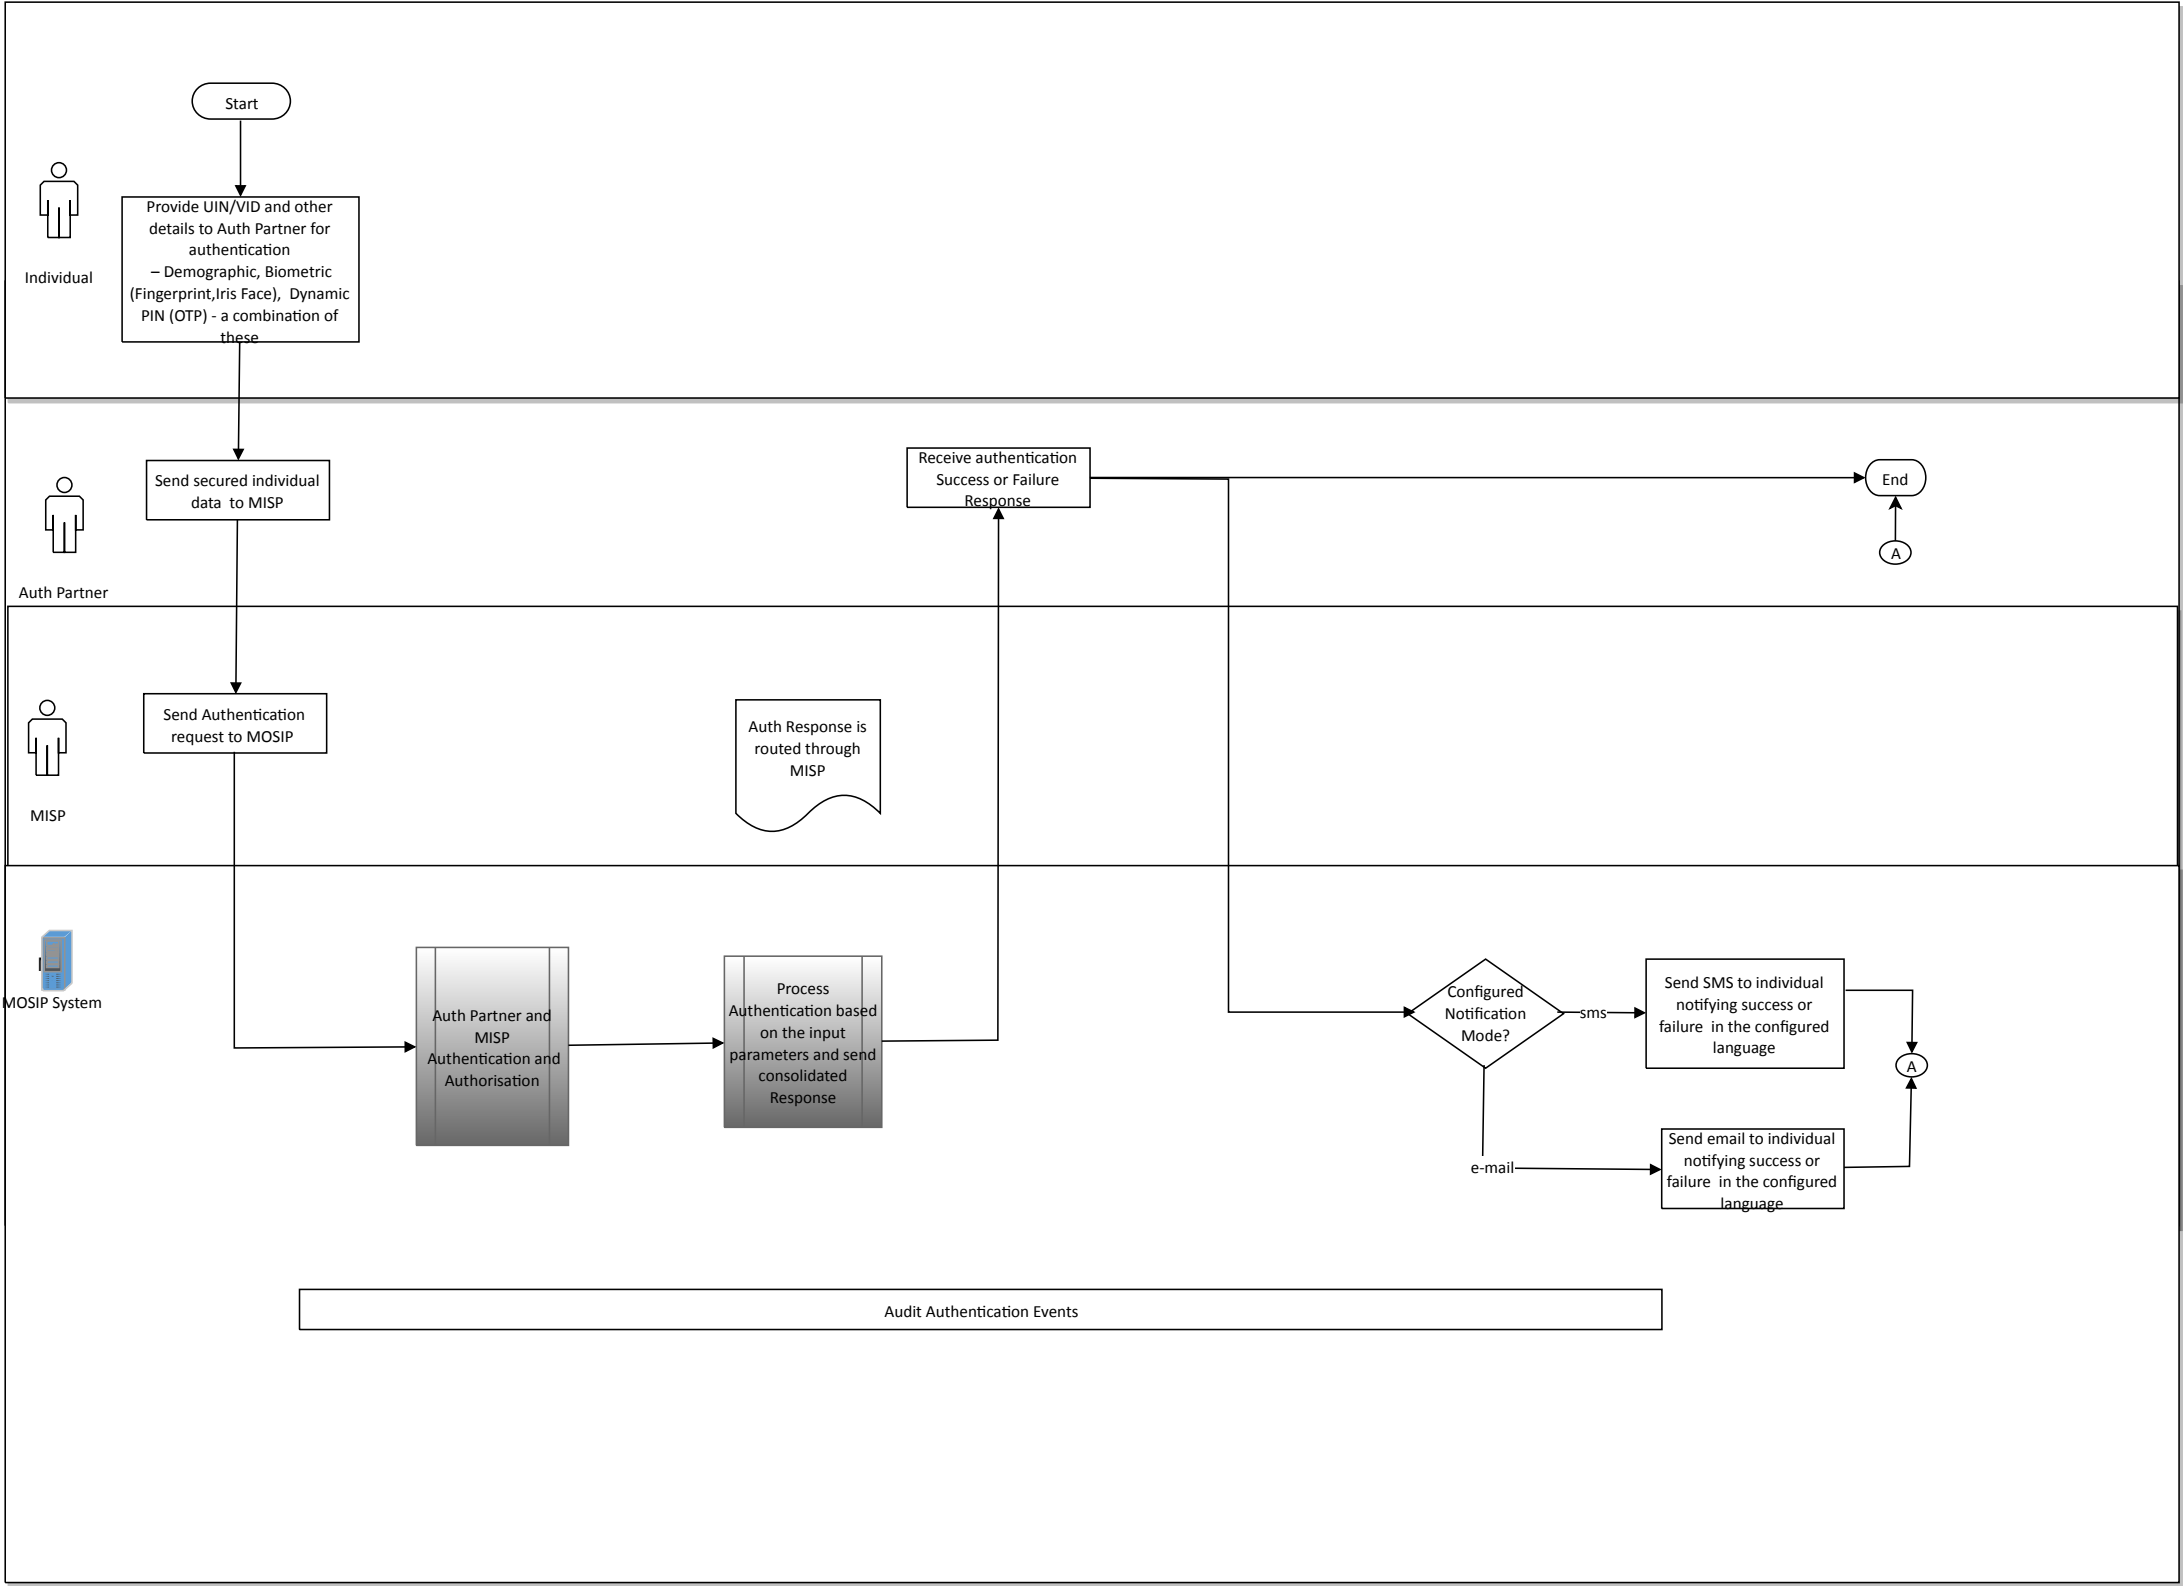 Start
Provide UIN/VID and other
details to Auth Partner for
authentication
– Demographic, Biometric
(Fingerprint,Iris Face),  Dynamic
PIN (OTP) - a combination of
these
Individual
Send secured individual
data  to MISP
Receive authentication
Success or Failure
Response
End
A
Auth Partner
Send Authentication
request to MOSIP
Auth Response is
routed through
MISP
MISP
MOSIP System
Auth Partner and
MISP
Authentication and
Authorisation
Process
Authentication based
on the input
parameters and send
consolidated
Response
Configured
Notification
Mode?
sms
Send SMS to individual
notifying success or
failure  in the configured
language
A
e-mail
Send email to individual
notifying success or
failure  in the configured
language
Audit Authentication Events